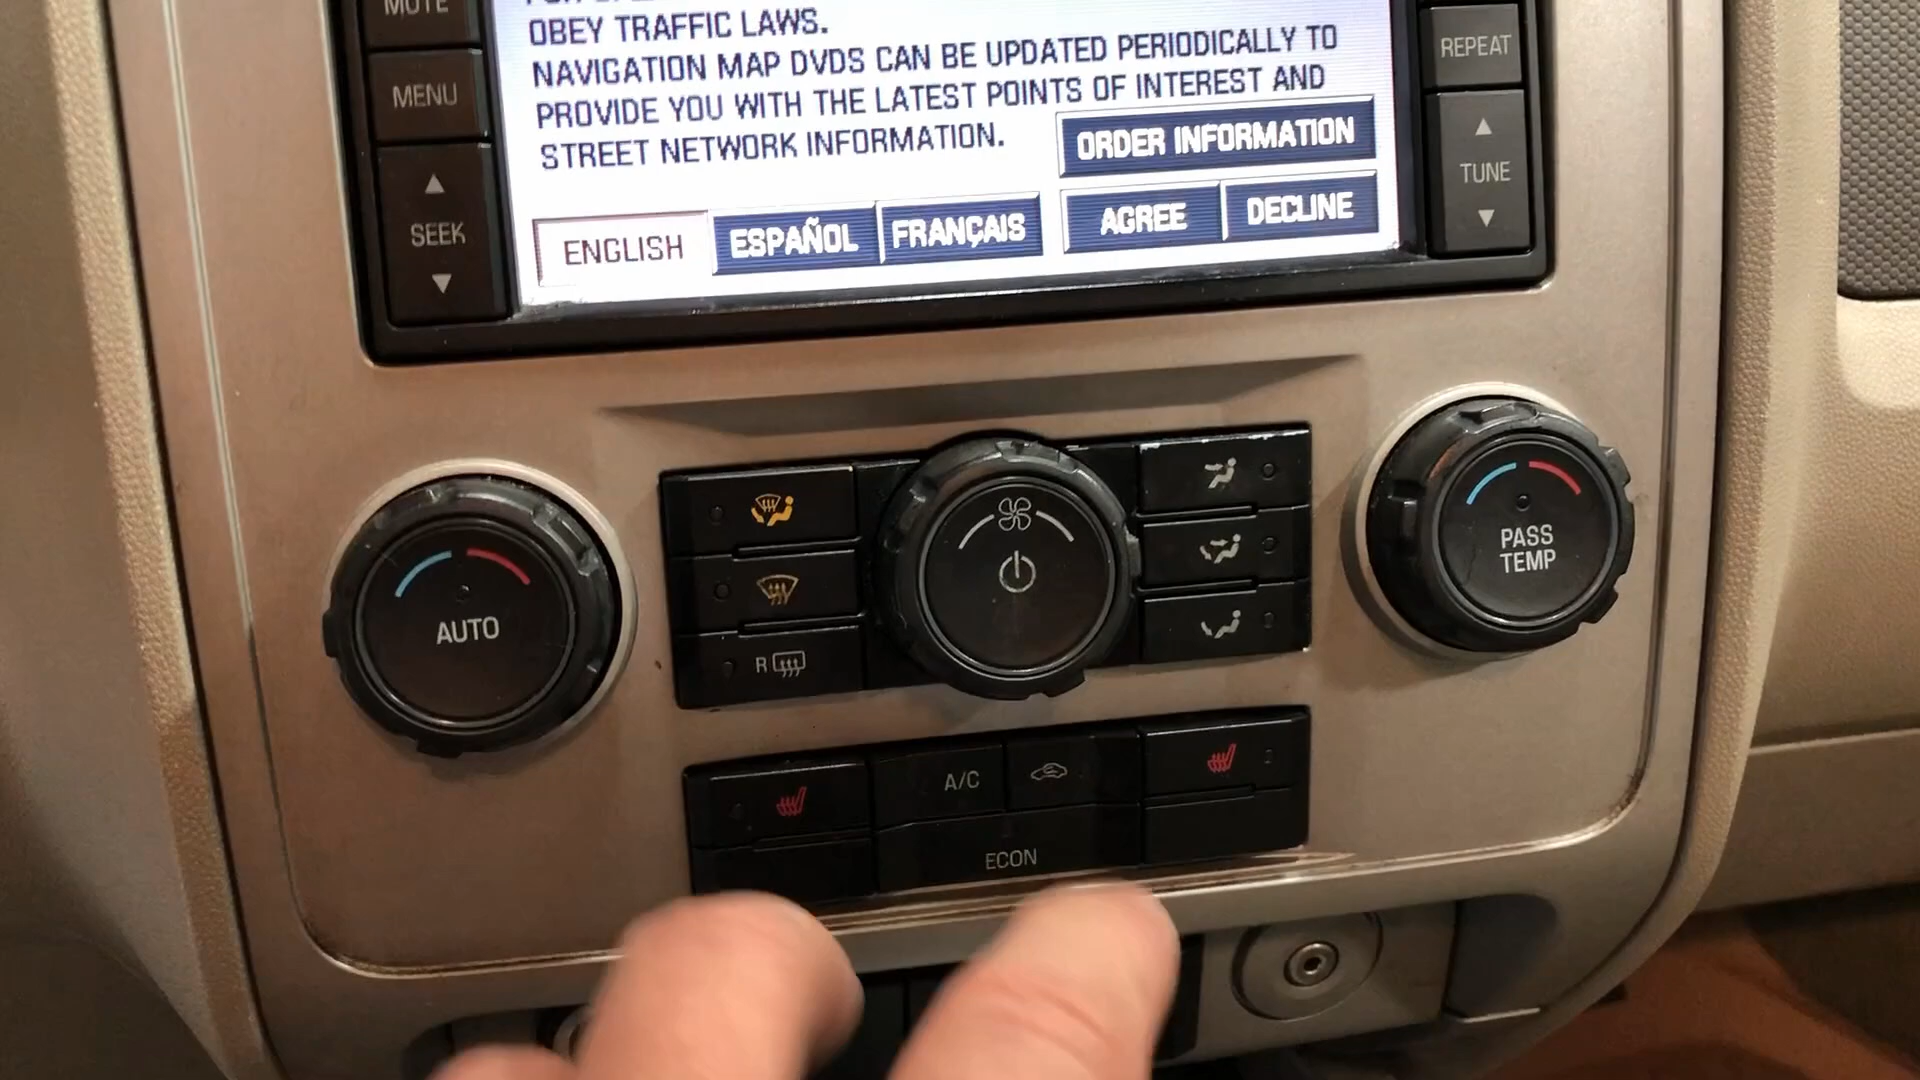 MUTE
OBEY TRAFFIC LAWS.
NAVIGATION MAP DVDS CAN BE UPDATED PERIODICALLY TO
PROVIDE YOU WITH THE LATEST POINTS OF INTEREST AND
STREET NETWORK INFORMATION.
ORDER INFORMATION
ENGLISH
ESPAÑOL
FRANÇAIS
AGREE
DECLINE
MENU
SEEK
REPEAT
TUNE
AUTO
R
PASS
TEMP
A/C
ECON